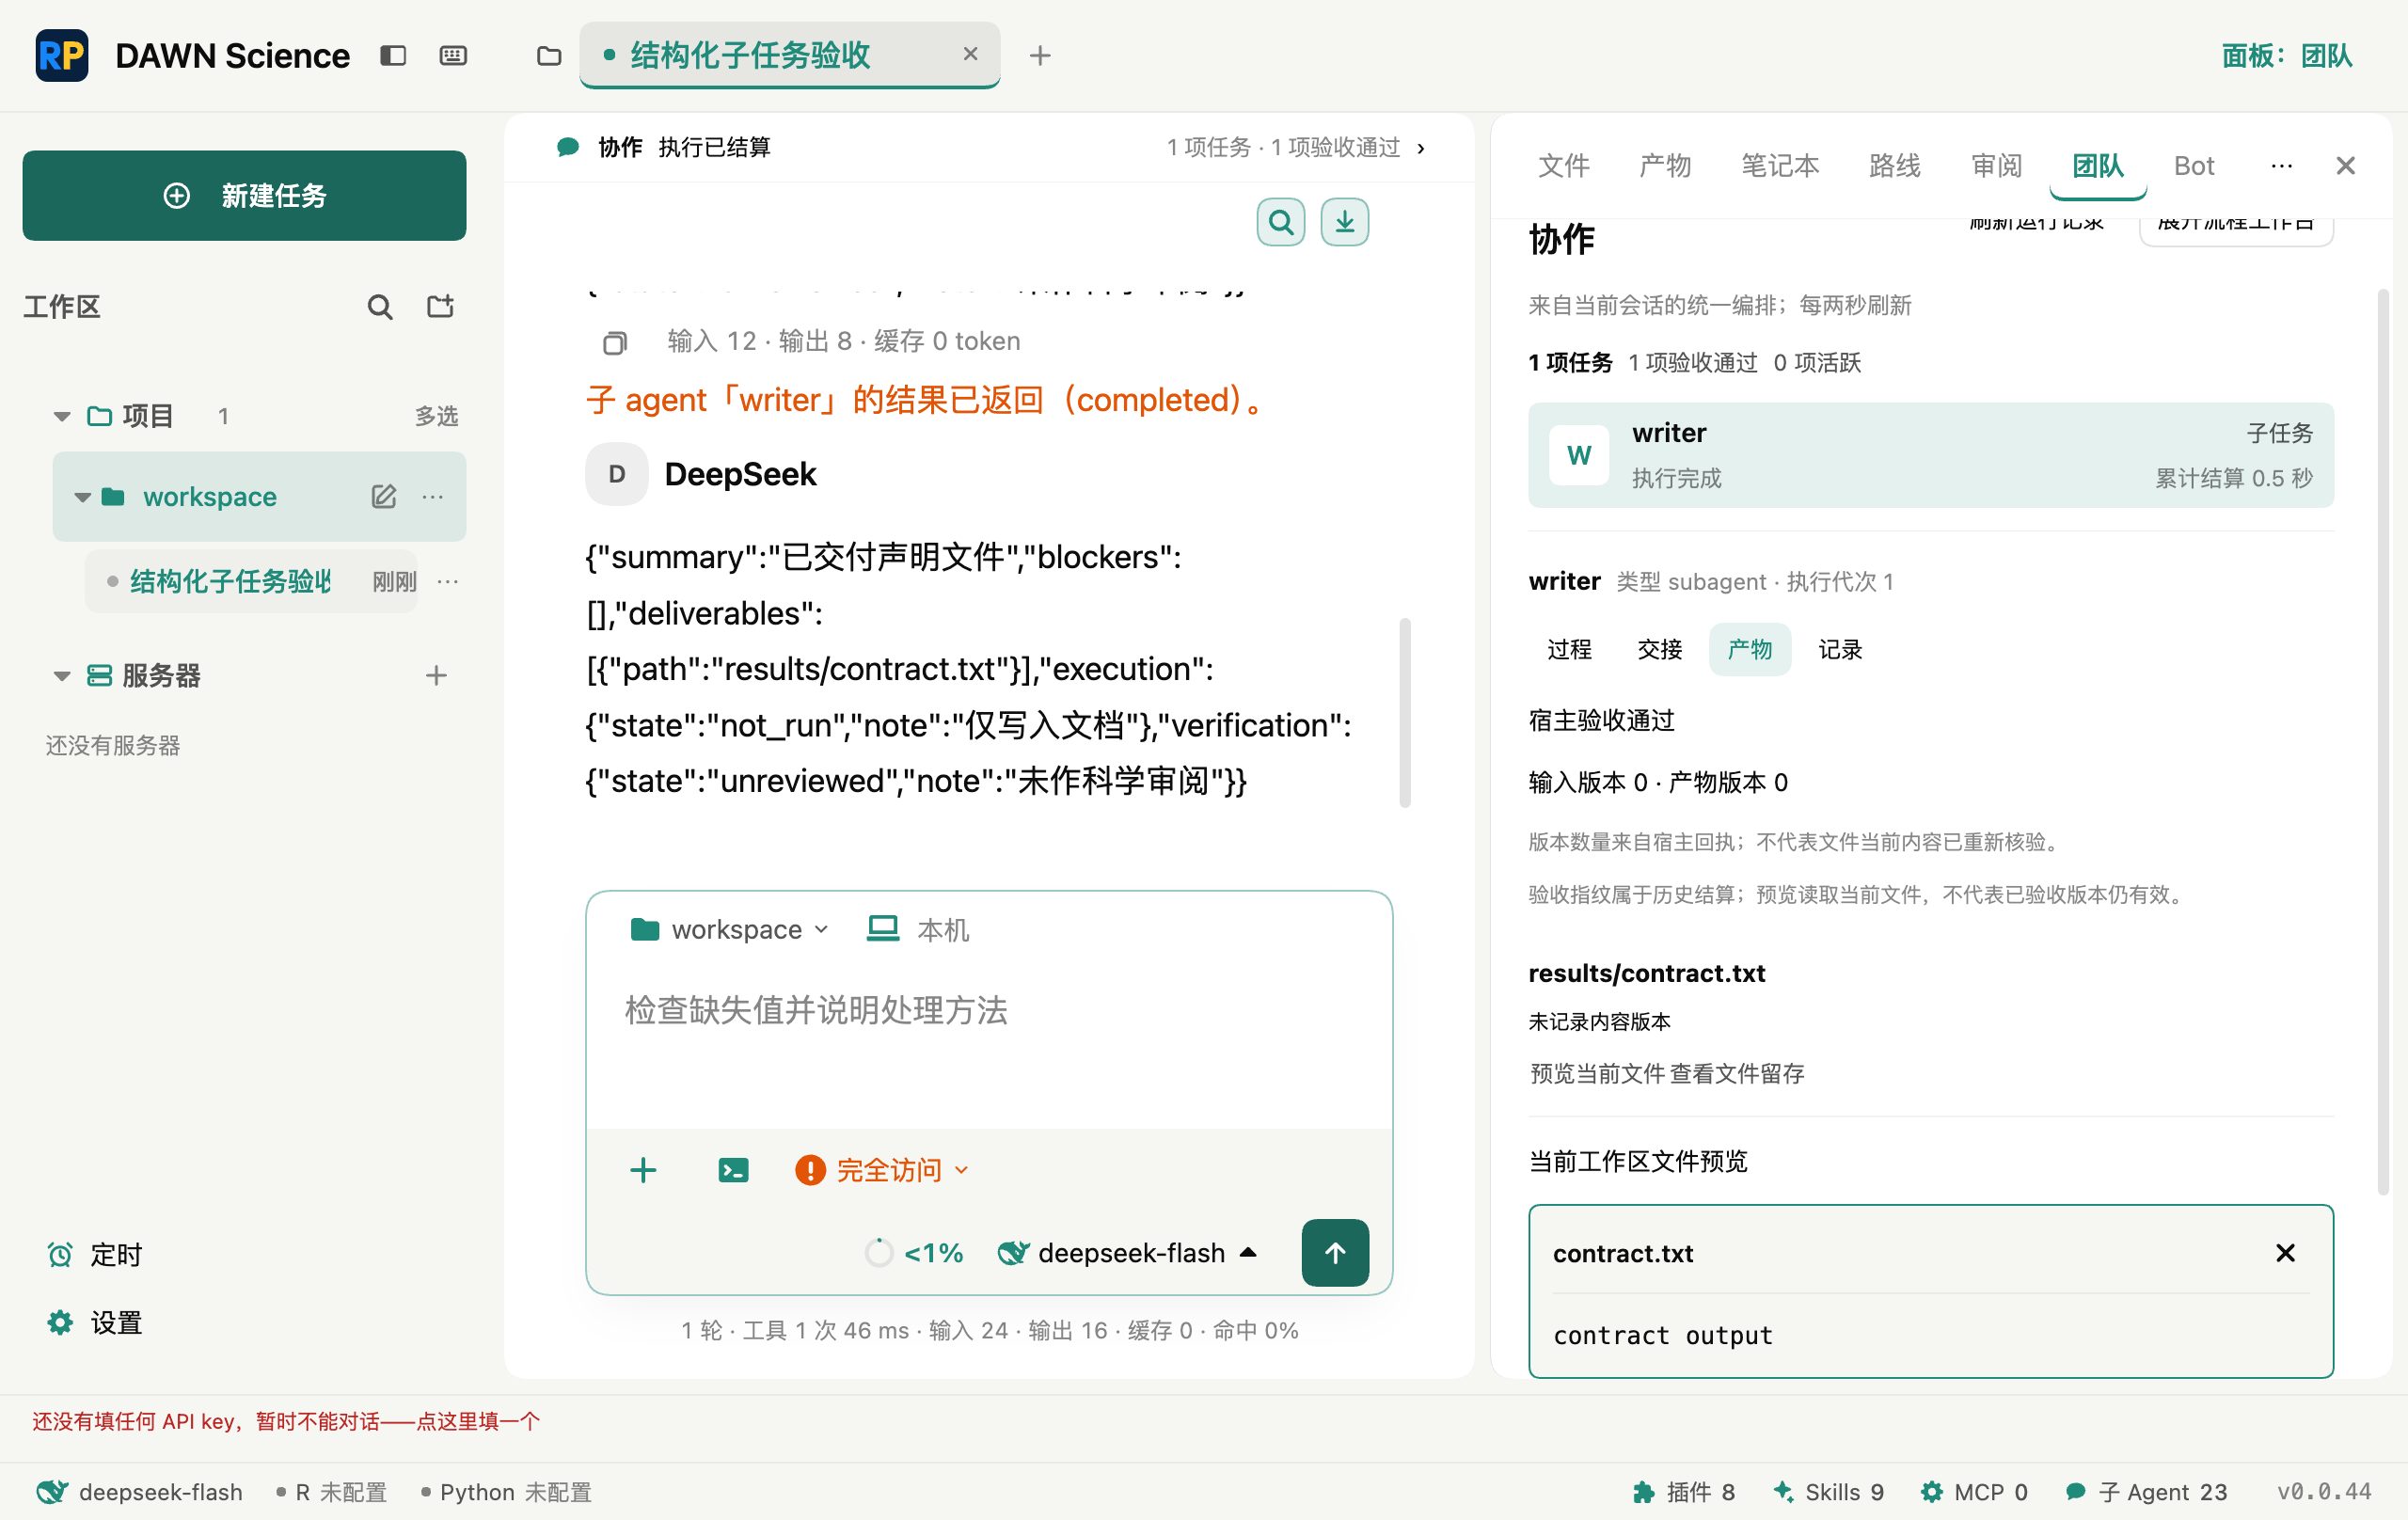 RP DAWN Science
结构化子任务验收
面板：团队
新建任务
工作区
项目 1 多选
workspace
结构化子任务验收 刚刚
服务器
还没有服务器
定时
设置
协作 执行已结算 1 项任务 · 1 项验收通过 ›
输入 12 · 输出 8 · 缓存 0 token
子 agent「writer」的结果已返回（completed）。
D DeepSeek
{"summary":"已交付声明文件","blockers":
[],"deliverables":
[{"path":"results/contract.txt"}],"execution":
{"state":"not_run","note":"仅写入文档"},"verification":
{"state":"unreviewed","note":"未作科学审阅"}}
workspace 本机
检查缺失值并说明处理方法
完全访问
<1% deepseek-flash
1 轮 · 工具 1 次 46 ms · 输入 24 · 输出 16 · 缓存 0 · 命中 0%
文件 产物 笔记本 路线 审阅 团队 Bot ···
协作 刷新运行记录 展开流程工作台
来自当前会话的统一编排；每两秒刷新
1 项任务 1 项验收通过 0 项活跃
W writer 子任务
执行完成 累计结算 0.5 秒
writer 类型 subagent · 执行代次 1
过程 交接 产物 记录
宿主验收通过
输入版本 0 · 产物版本 0
版本数量来自宿主回执；不代表文件当前内容已重新核验。
验收指纹属于历史结算；预览读取当前文件，不代表已验收版本仍有效。
results/contract.txt
未记录内容版本
预览当前文件 查看文件留存
当前工作区文件预览
contract.txt
contract output
还没有填任何 API key，暂时不能对话——点这里填一个
deepseek-flash R 未配置 Python 未配置
插件 8 Skills 9 MCP 0 子 Agent 23 v0.0.44